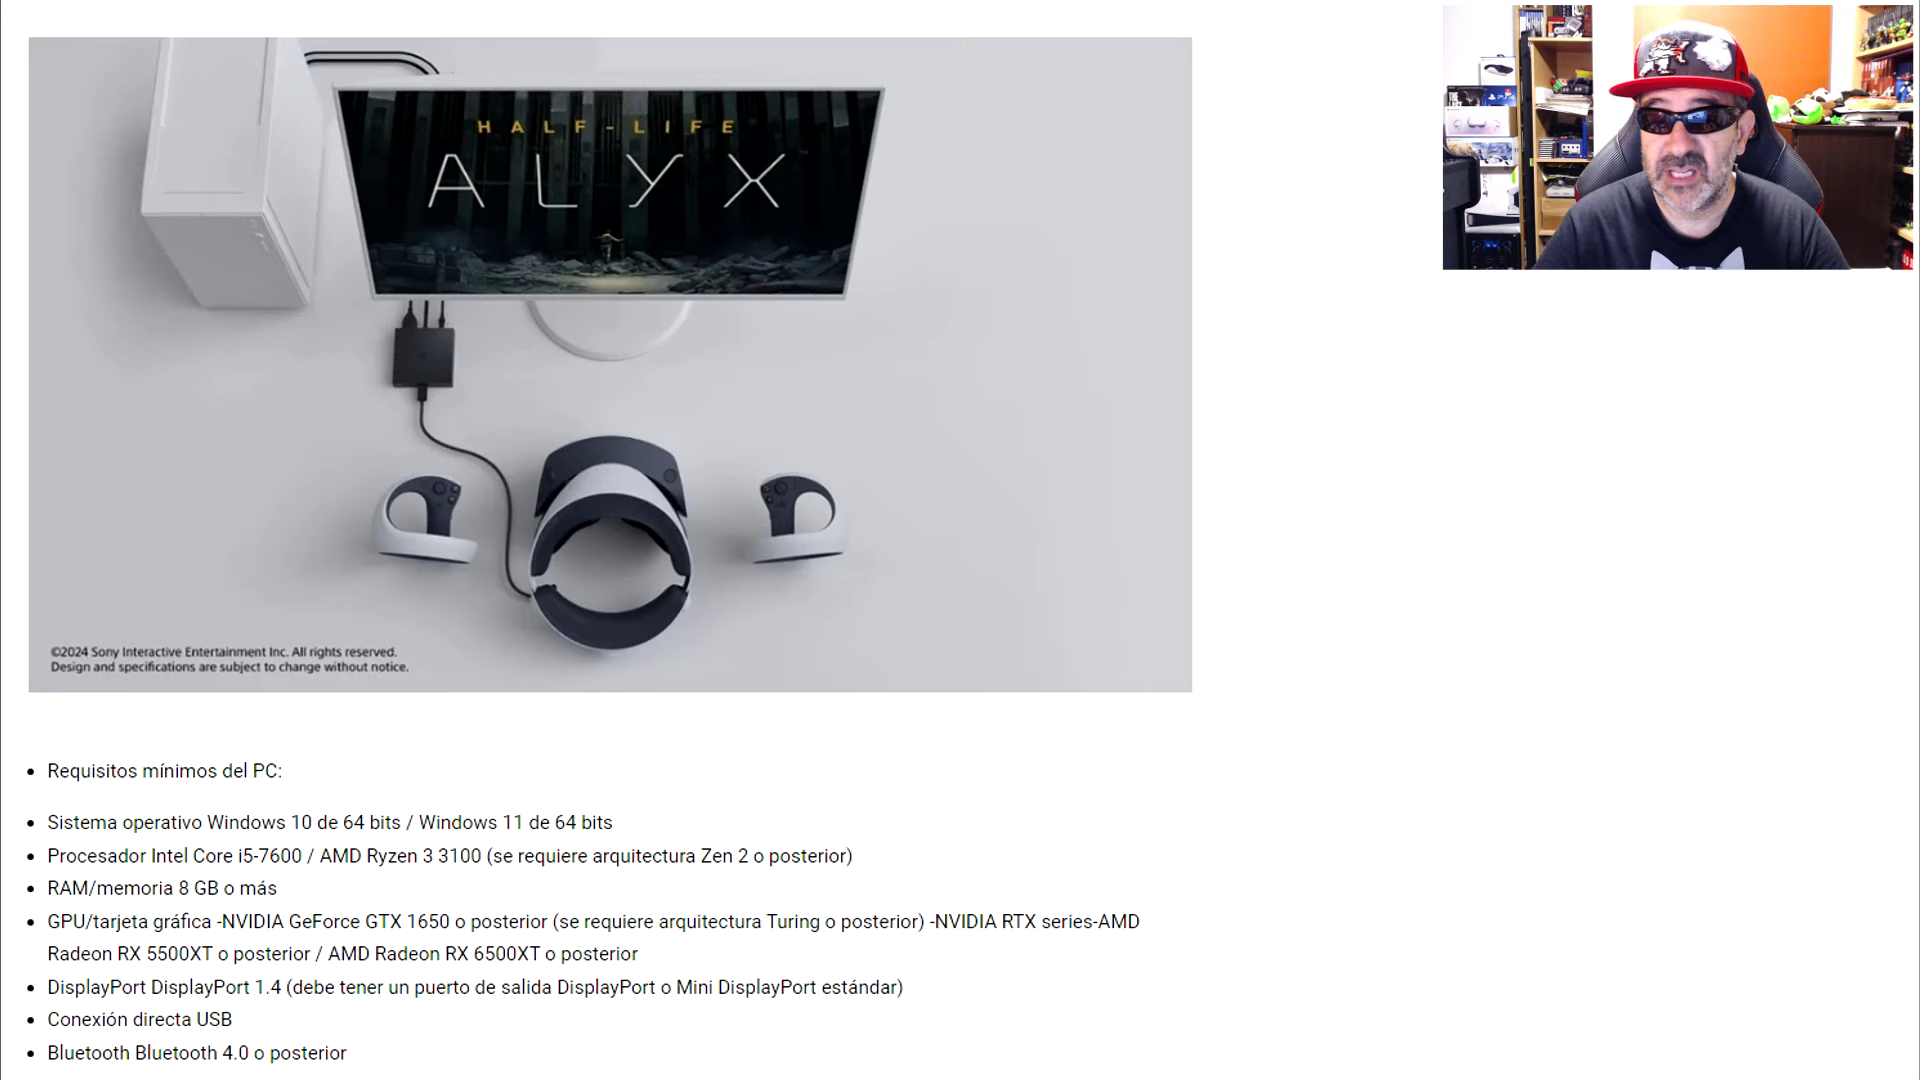 HALF-LIFE
ALYX
©2024 Sony Interactive Entertainment Inc. All rights reserved.
Design and specifications are subject to change without notice.
Requisitos mínimos del PC:
Sistema operativo Windows 10 de 64 bits / Windows 11 de 64 bits
Procesador Intel Core i5-7600 / AMD Ryzen 3 3100 (se requiere arquitectura Zen 2 o posterior)
RAM/memoria 8 GB o más
GPU/tarjeta gráfica -NVIDIA GeForce GTX 1650 o posterior (se requiere arquitectura Turing o posterior) -NVIDIA RTX series-AMD
Radeon RX 5500XT o posterior / AMD Radeon RX 6500XT o posterior
DisplayPort DisplayPort 1.4 (debe tener un puerto de salida DisplayPort o Mini DisplayPort estándar)
Conexión directa USB
Bluetooth Bluetooth 4.0 o posterior